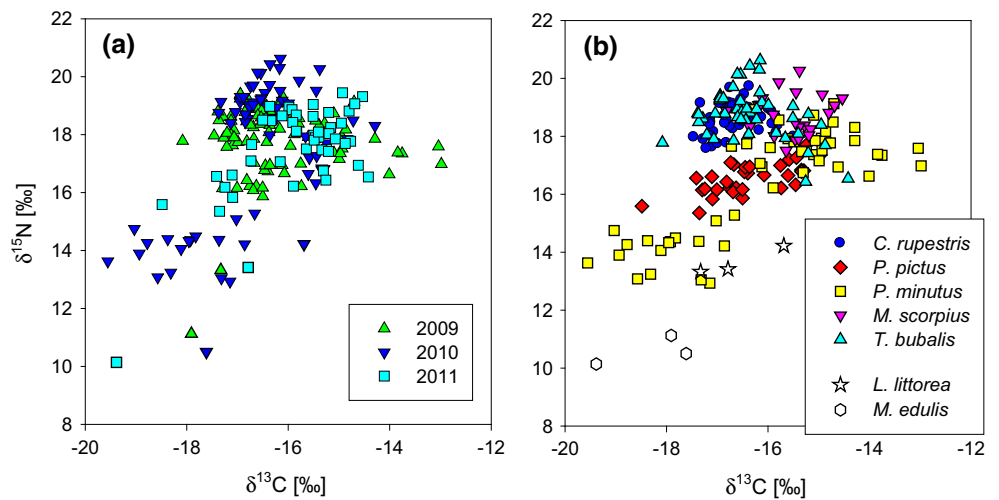 (a)
22
20
18
16
14
12
10
8
δ¹⁵N [‰]
-20 -18 -16 -14 -12
δ¹³C [‰]
2009
2010
2011
(b)
22
20
18
16
14
12
10
8
-20 -18 -16 -14 -12
δ¹³C [‰]
C. rupestris
P. pictus
P. minutus
M. scorpius
T. bubalis
L. littorea
M. edulis